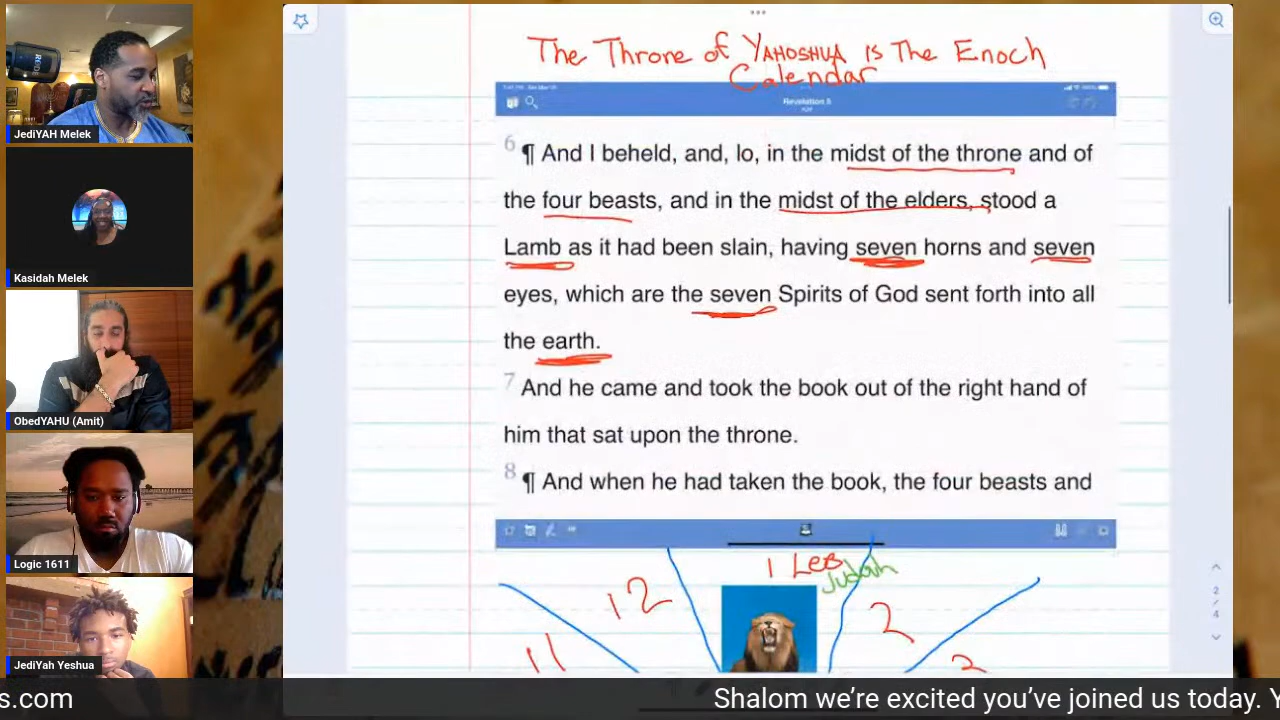 The Throne of YAHOSHUA is The Enoch
Calendar
Revelation 5
6 ¶ And I beheld, and, lo, in the midst of the throne and of
the four beasts, and in the midst of the elders, stood a
Lamb as it had been slain, having seven horns and seven
eyes, which are the seven Spirits of God sent forth into all
the earth.
7 And he came and took the book out of the right hand of
him that sat upon the throne.
8 ¶ And when he had taken the book, the four beasts and
1 Leo
Judah
12
2
11
JediYAH Melek
Kasidah Melek
ObedYAHU (Amit)
Logic 1611
JediYah Yeshua
2
/
4
s.com
Shalom we’re excited you’ve joined us today. Y